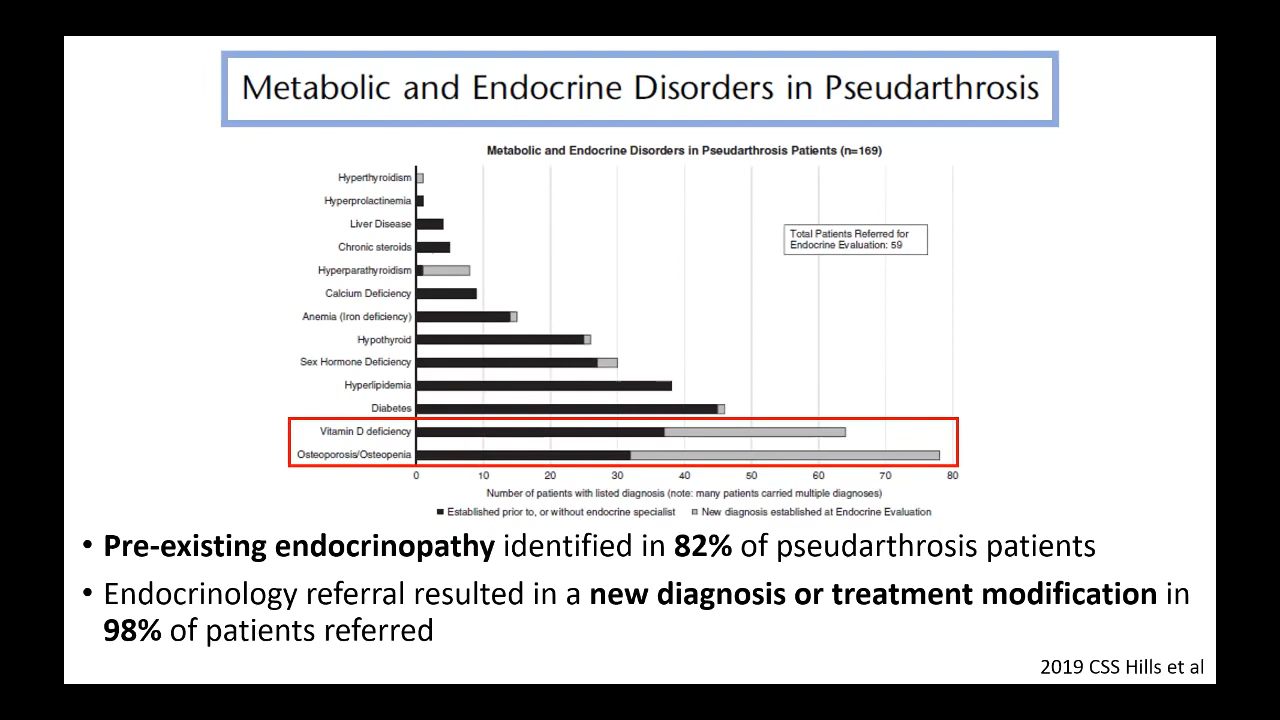 Metabolic and Endocrine Disorders in Pseudarthrosis
Metabolic and Endocrine Disorders in Pseudarthrosis Patients (n=169)
Hyperthyroidism
Hyperprolactinemia
Liver Disease
Chronic steroids
Hyperparathyroidism
Calcium Deficiency
Anemia (Iron deficiency)
Hypothyroid
Sex Hormone Deficiency
Hyperlipidemia
Diabetes
Vitamin D deficiency
Osteoporosis/Osteopenia
Total Patients Referred for
Endocrine Evaluation: 59
0 10 20 30 40 50 60 70 80
Number of patients with listed diagnosis (note: many patients carried multiple diagnoses)
Established prior to, or without endocrine specialist New diagnosis established at Endocrine Evaluation
• Pre-existing endocrinopathy identified in 82% of pseudarthrosis patients
• Endocrinology referral resulted in a new diagnosis or treatment modification in
98% of patients referred
2019 CSS Hills et al